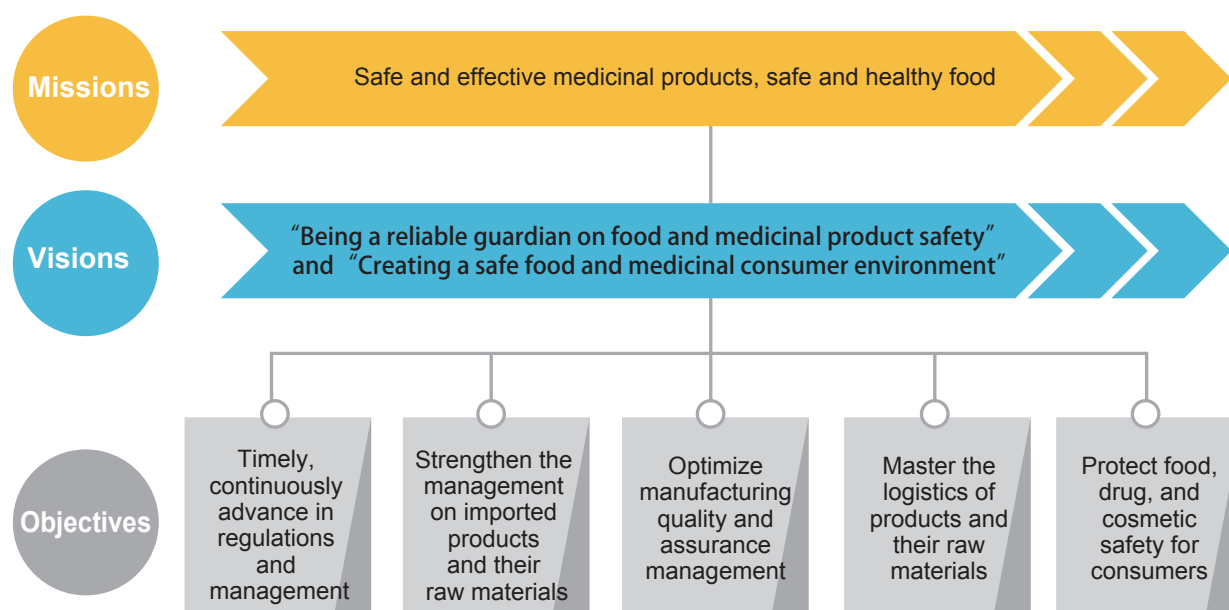 Missions
Safe and effective medicinal products, safe and healthy food
Visions
“Being a reliable guardian on food and medicinal product safety”
and “Creating a safe food and medicinal consumer environment”
Objectives
Timely,
continuously
advance in
regulations
and
management
Strengthen the
management
on imported
products
and their
raw materials
Optimize
manufacturing
quality and
assurance
management
Master the
logistics of
products and
their raw
materials
Protect food,
drug, and
cosmetic
safety for
consumers